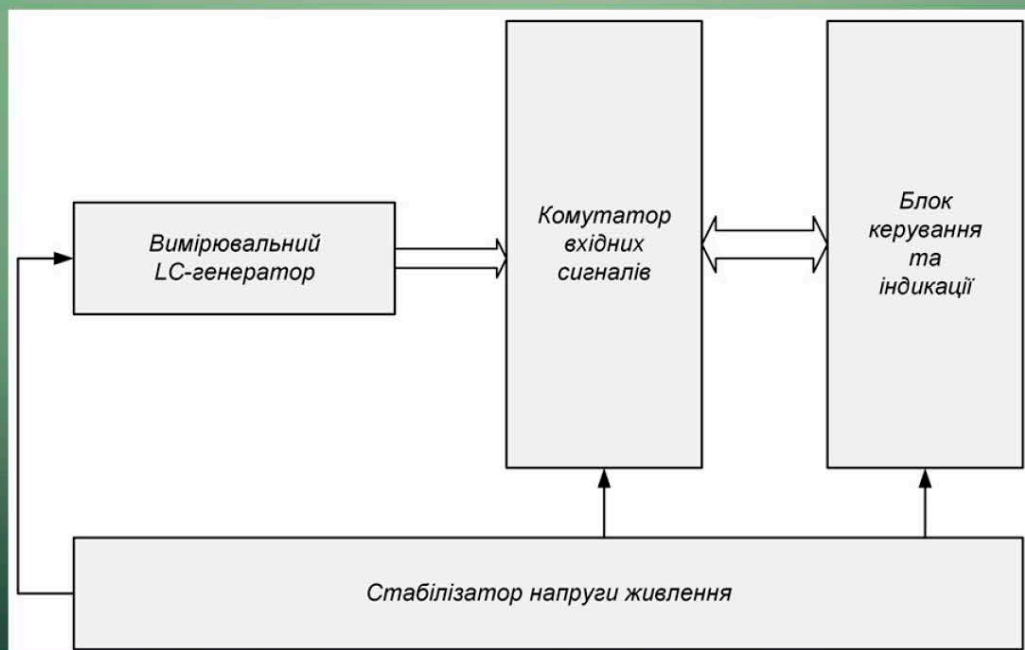 Вимірювальний
LC-генератор
Комутатор
вхідних
сигналів
Блок
керування
та
індикації
Стабілізатор напруги живлення